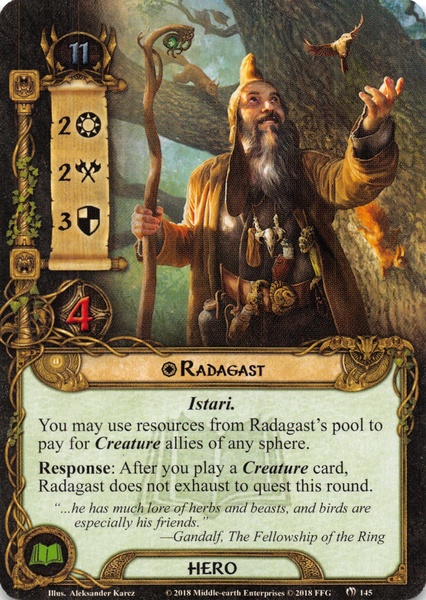 11
2
2
3
4
Radagast
Istari.
You may use resources from Radagast's pool to
pay for Creature allies of any sphere.
Response: After you play a Creature card,
Radagast does not exhaust to quest this round.
"...he has much lore of herbs and beasts, and birds are
especially his friends."
—Gandalf, The Fellowship of the Ring
HERO
Illus. Aleksander Karcz © 2018 Middle-earth Enterprises © 2018 FFG 145